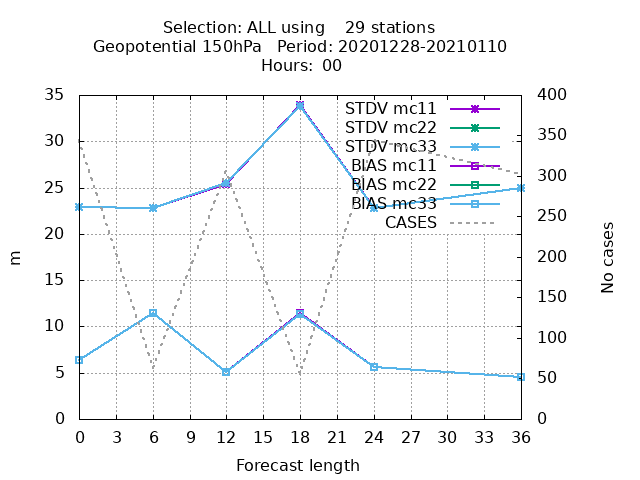 Selection: ALL using    29 stations
Geopotential 150hPa   Period: 20201228-20210110
Hours: 00
35
30
25
20
15
10
5
0
m
400
350
300
250
200
150
100
50
0
No cases
STDV mc11
STDV mc22
STDV mc33
BIAS mc11
BIAS mc22
BIAS mc33
CASES
0 3 6 9 12 15 18 21 24 27 30 33 36
Forecast length